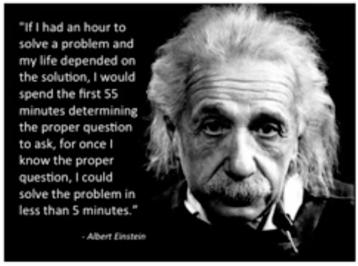 "If I had an hour to
solve a problem and
my life depended on
the solution, I would
spend the first 55
minutes determining
the proper question
to ask, for once I
know the proper
question, I could
solve the problem in
less than 5 minutes."
- Albert Einstein